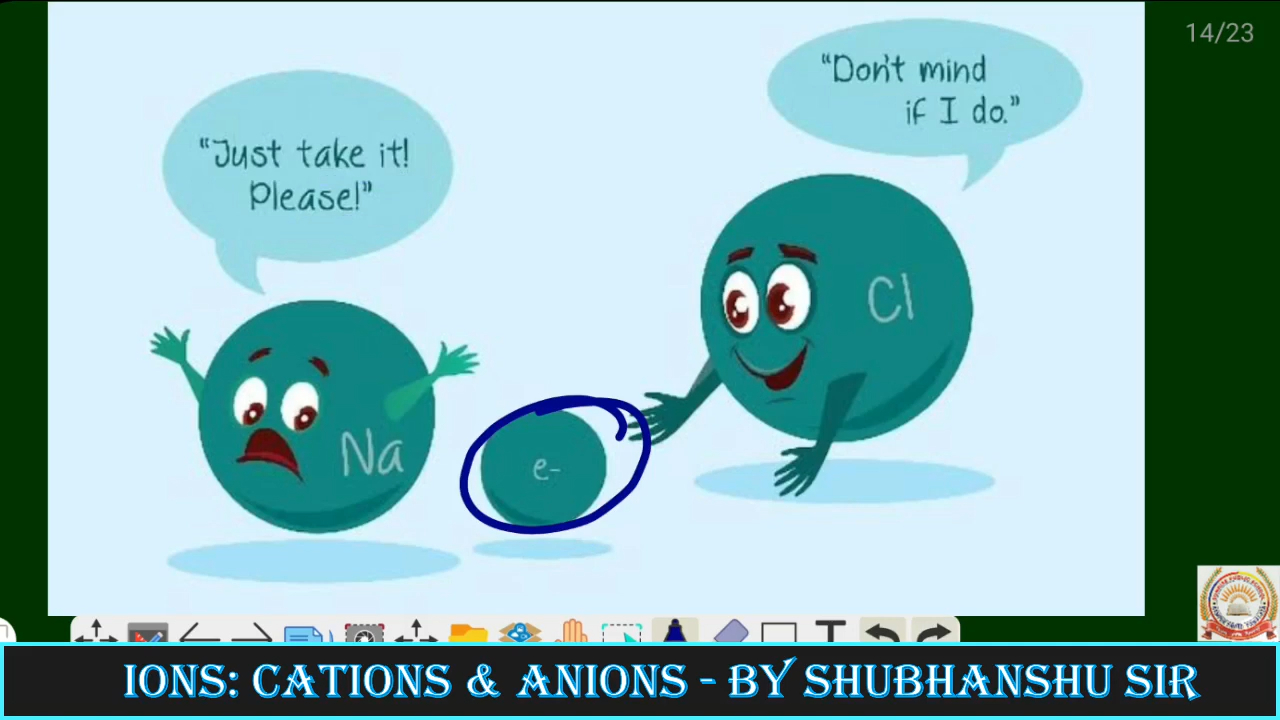 14/23
“Don't mind
if I do.”
“Just take it!
Please!”
Cl
Na
e-
T
IONS: CATIONS & ANIONS - BY SHUBHANSHU SIR